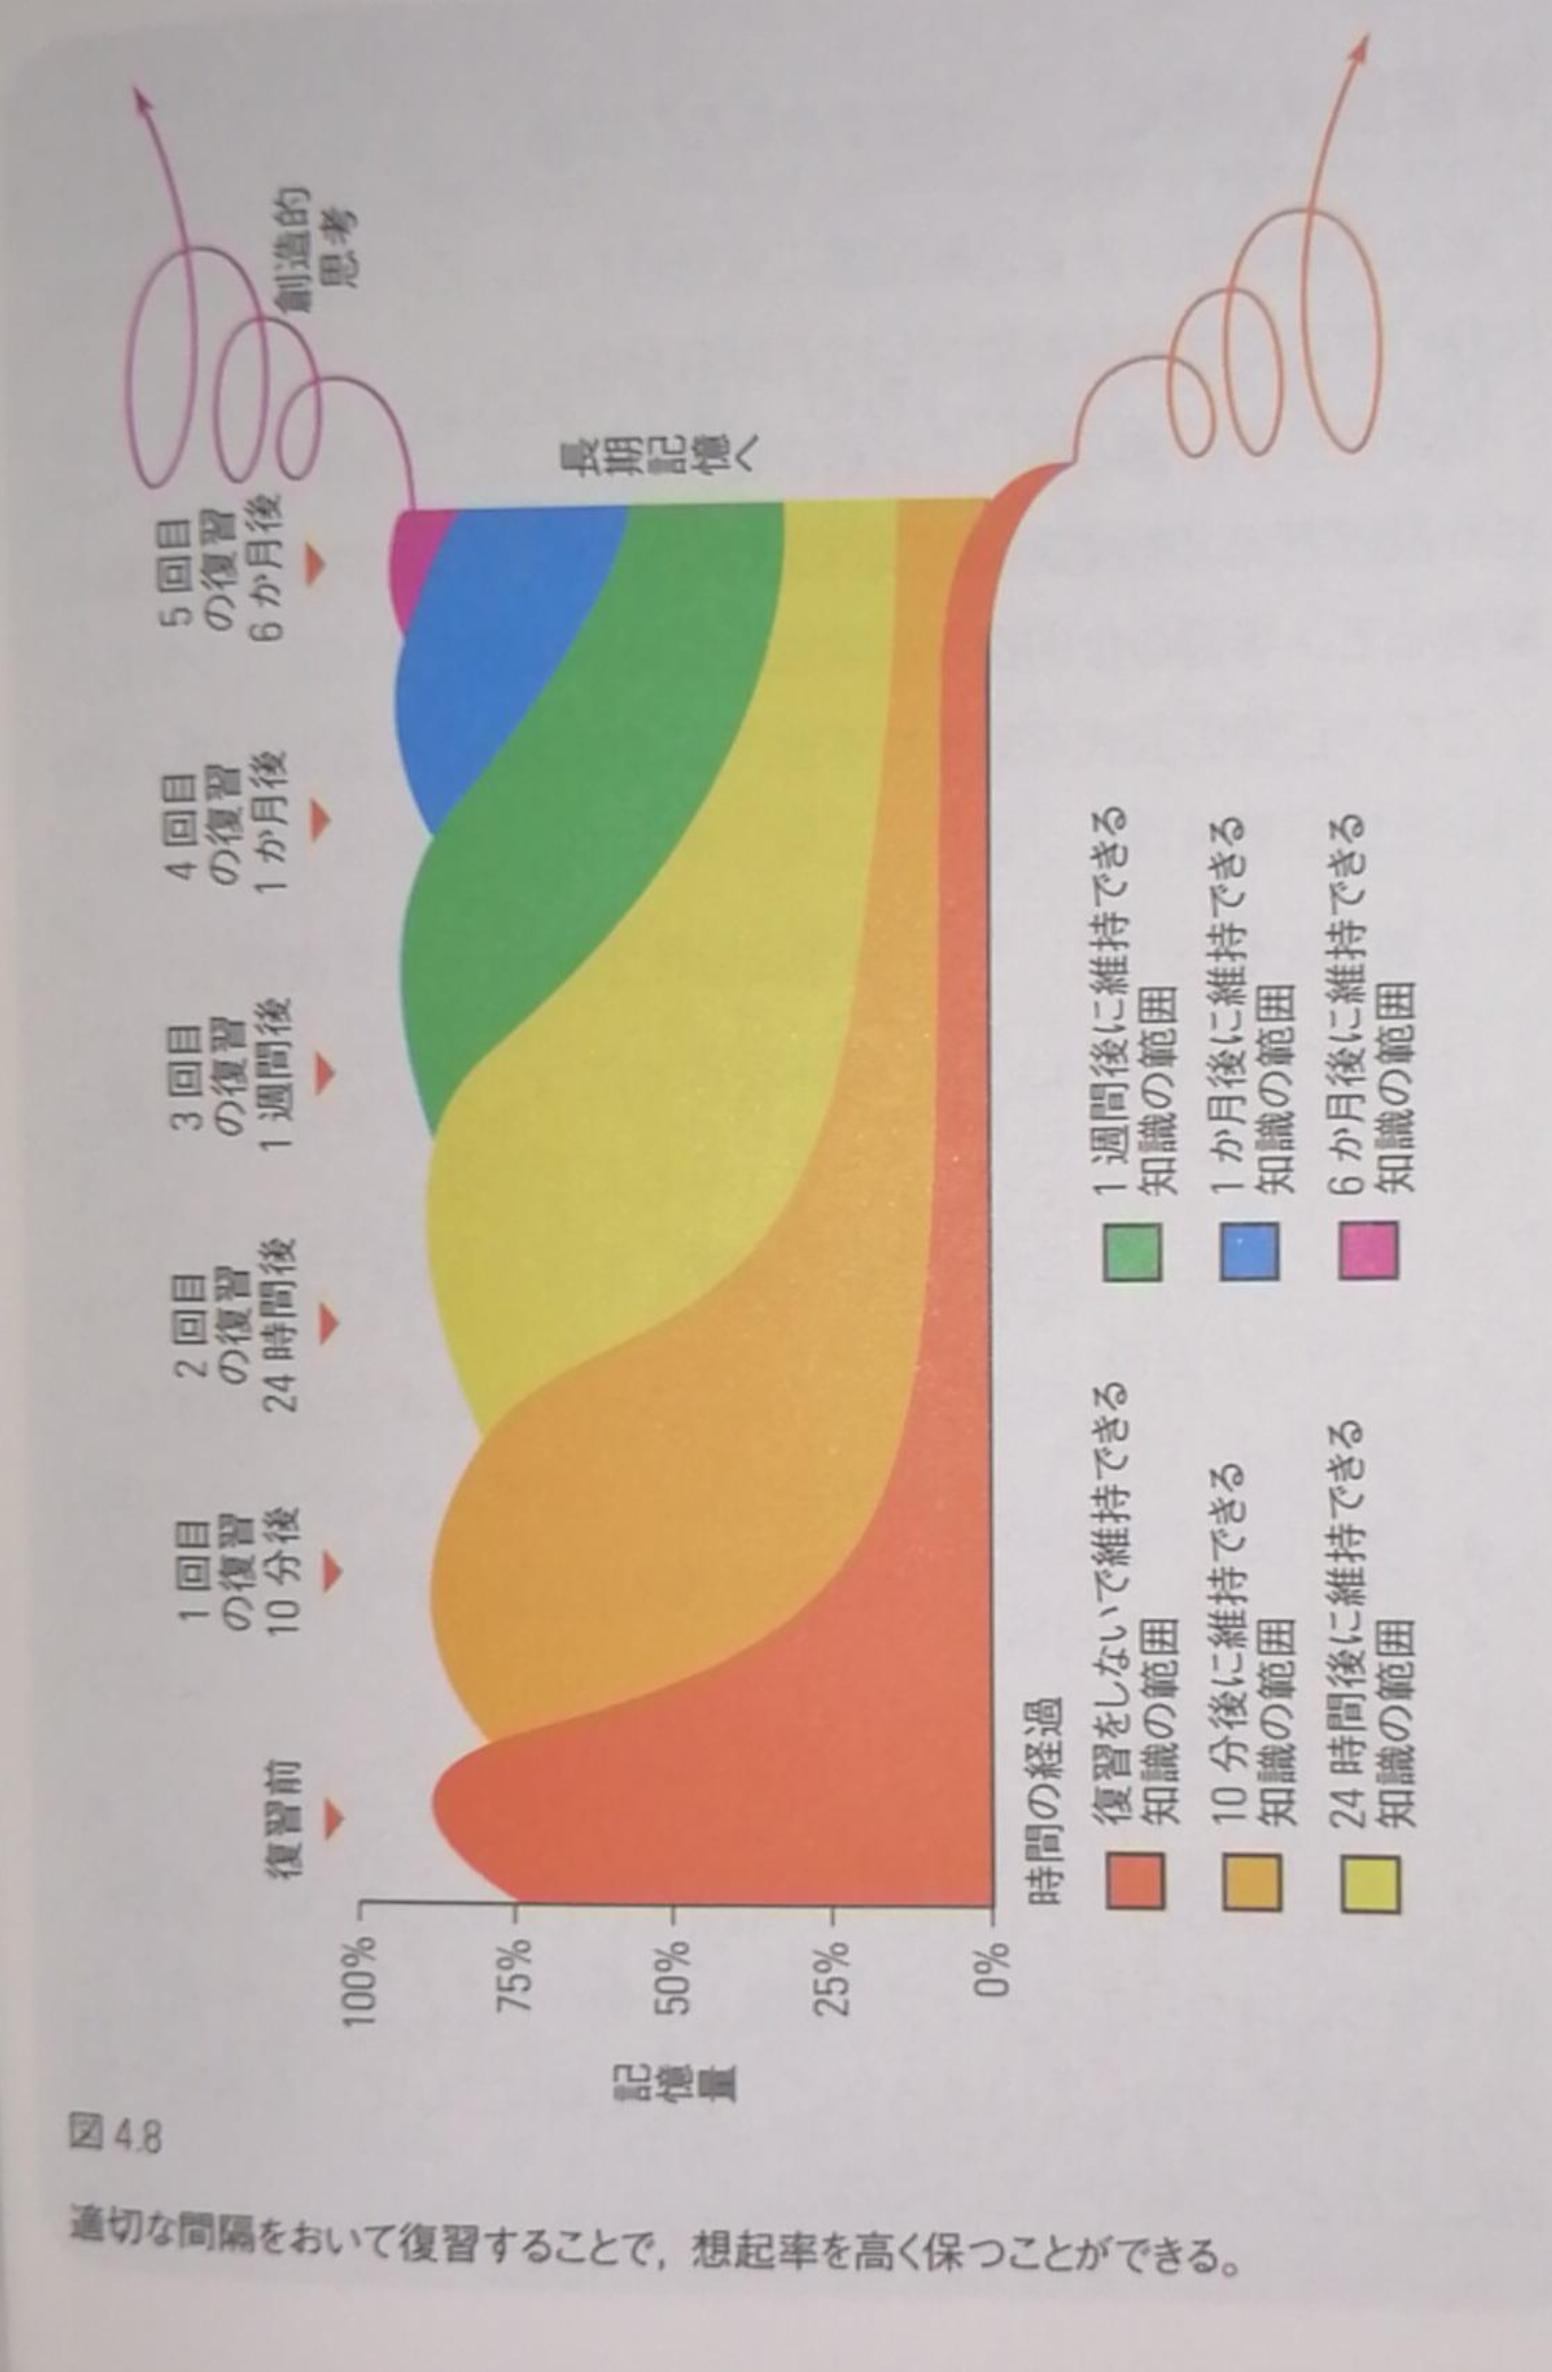 図 4.8
適切な間隔をおいて復習することで，想起率を高く保つことができる。
復習前
1 回目
の復習
10 分後
2 回目
の復習
24 時間後
3 回目
の復習
1 週間後
4 回目
の復習
1 か月後
5 回目
の復習
6 か月後
創造的
思考
100%
75%
50%
25%
0%
記憶量
長期記憶へ
時間の経過
復習をしないで維持できる
知識の範囲
10 分後に維持できる
知識の範囲
24 時間後に維持できる
知識の範囲
1 週間後に維持できる
知識の範囲
1 か月後に維持できる
知識の範囲
6 か月後に維持できる
知識の範囲